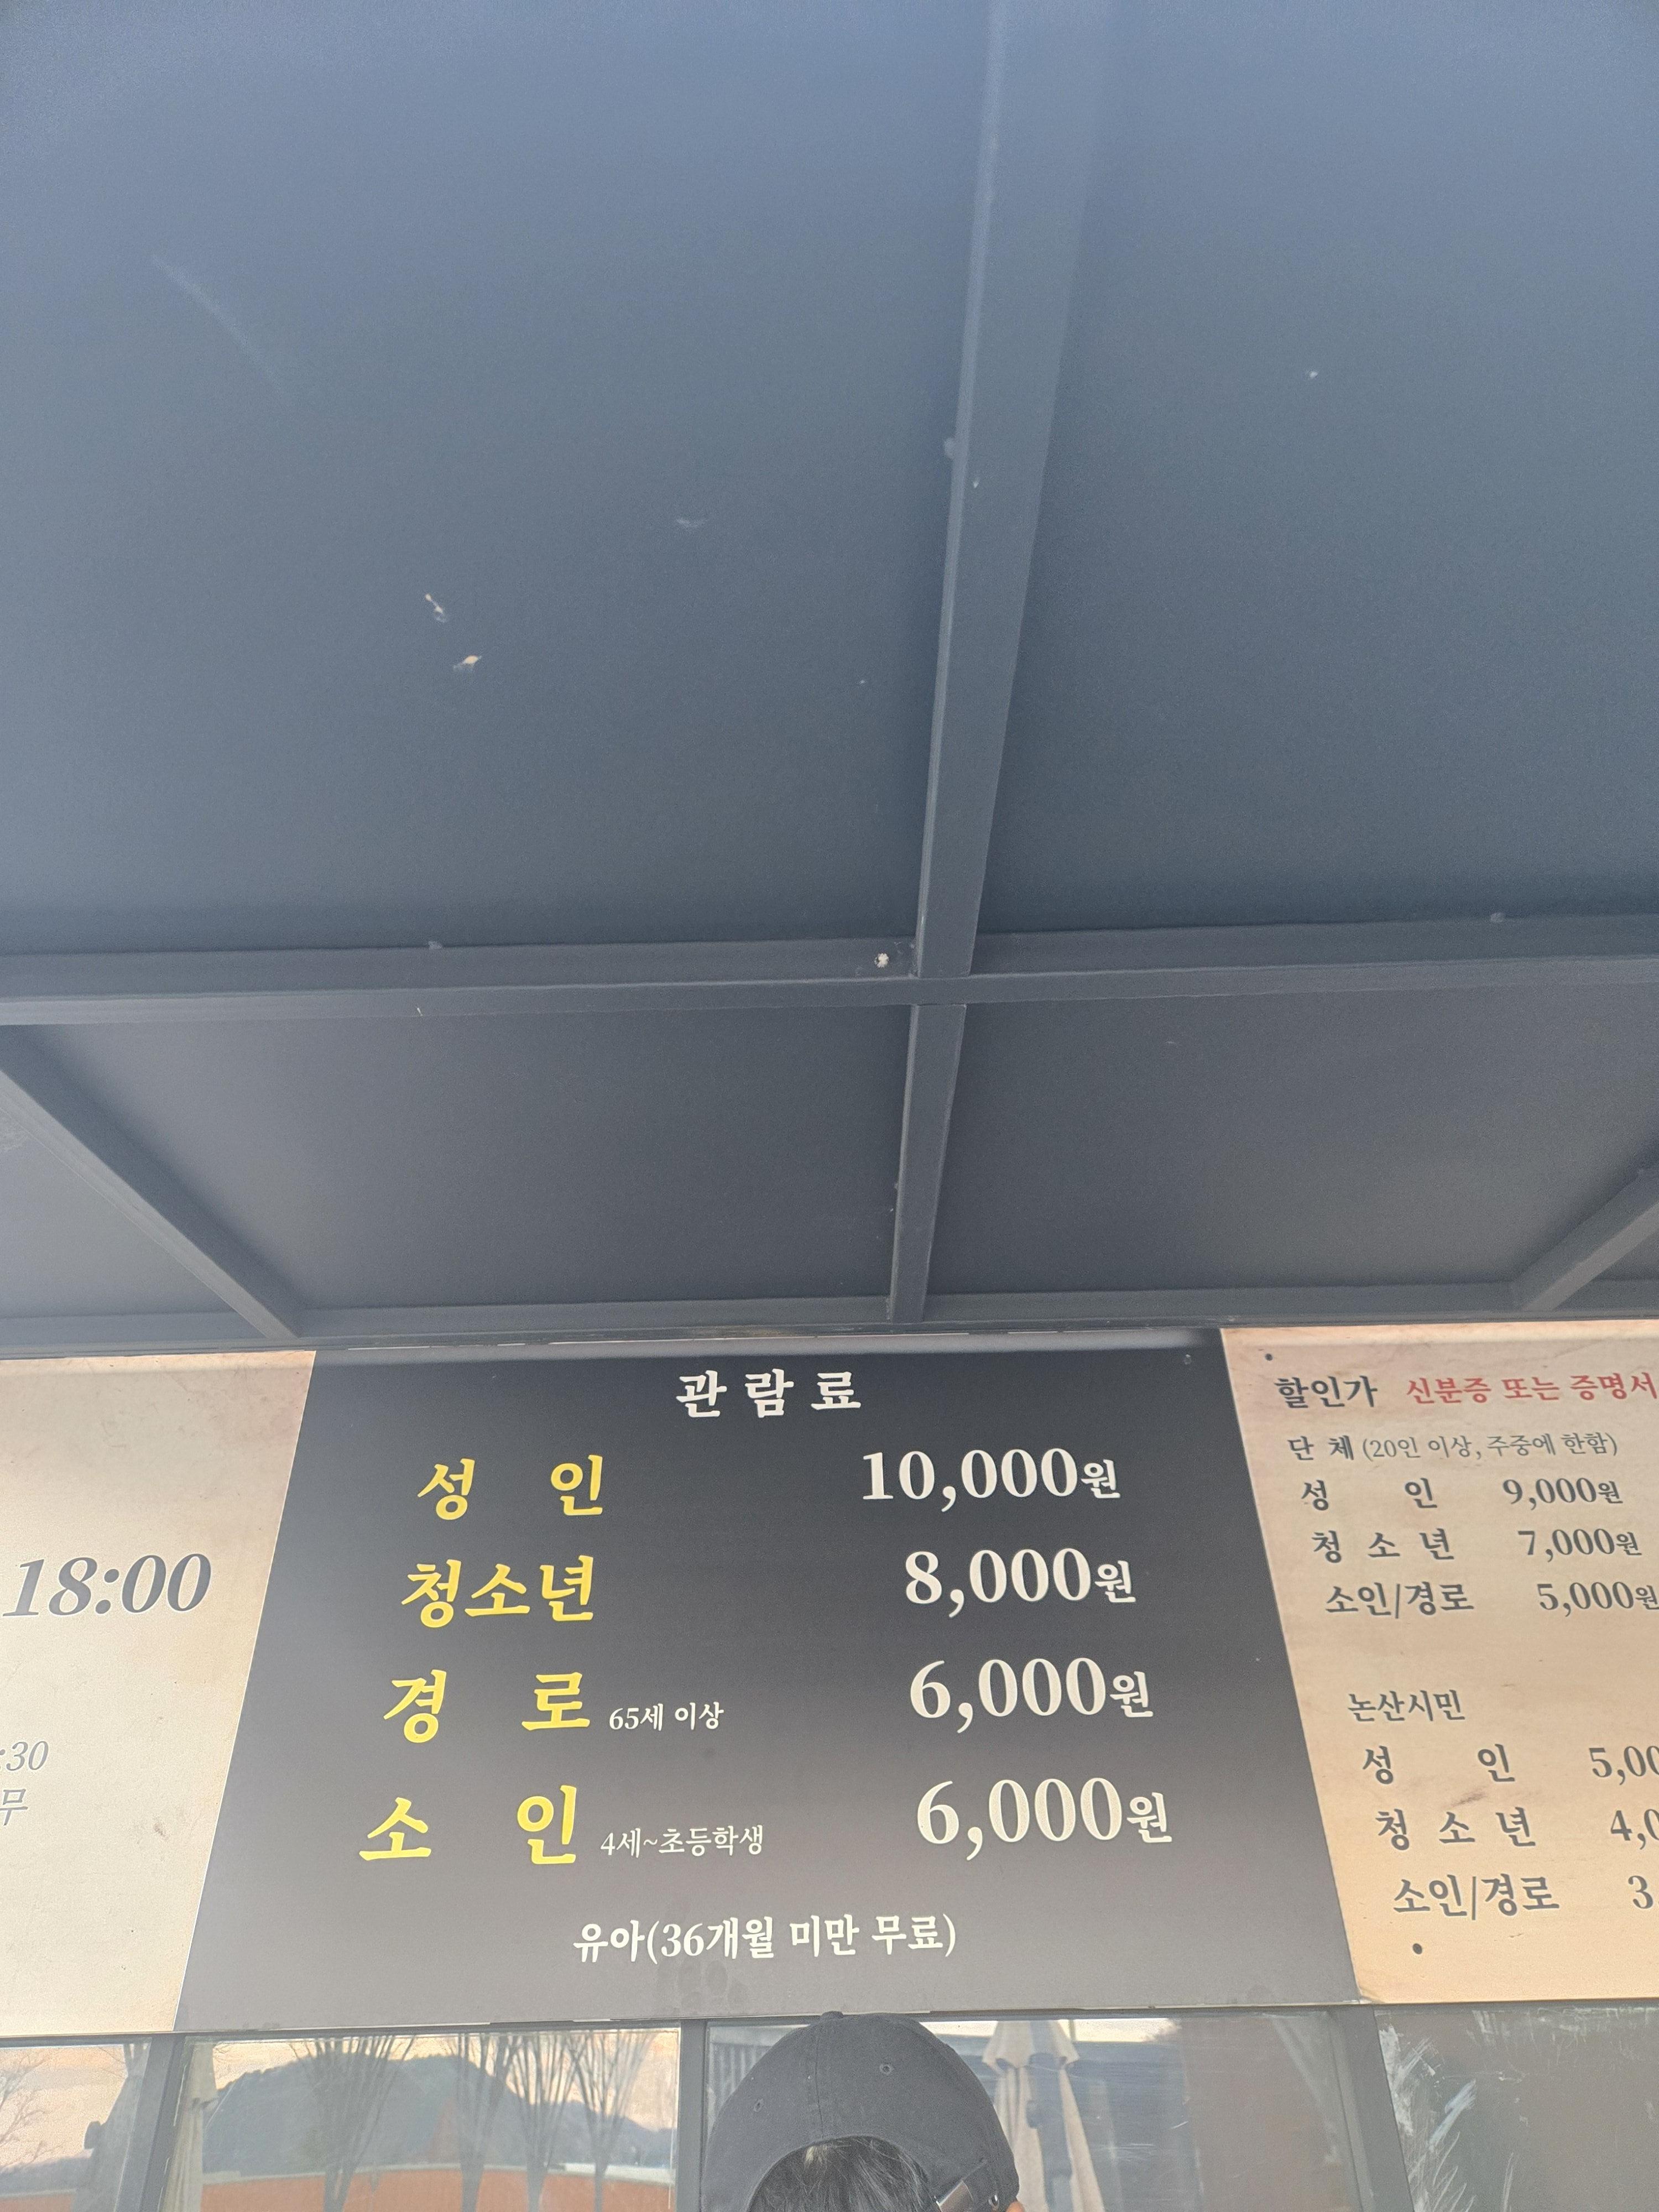 18:00
:30
무
관람료
성 인 10,000원
청소년 8,000원
경 로 65세 이상 6,000원
소 인 4세~초등학생 6,000원
유아(36개월 미만 무료)
할인가 신분증 또는 증명서
단 체 (20인 이상, 주중에 한함)
성 인 9,000원
청 소 년 7,000원
소인/경로 5,000원
논산시민
성 인 5,00
청 소 년 4,0
소인/경로 3